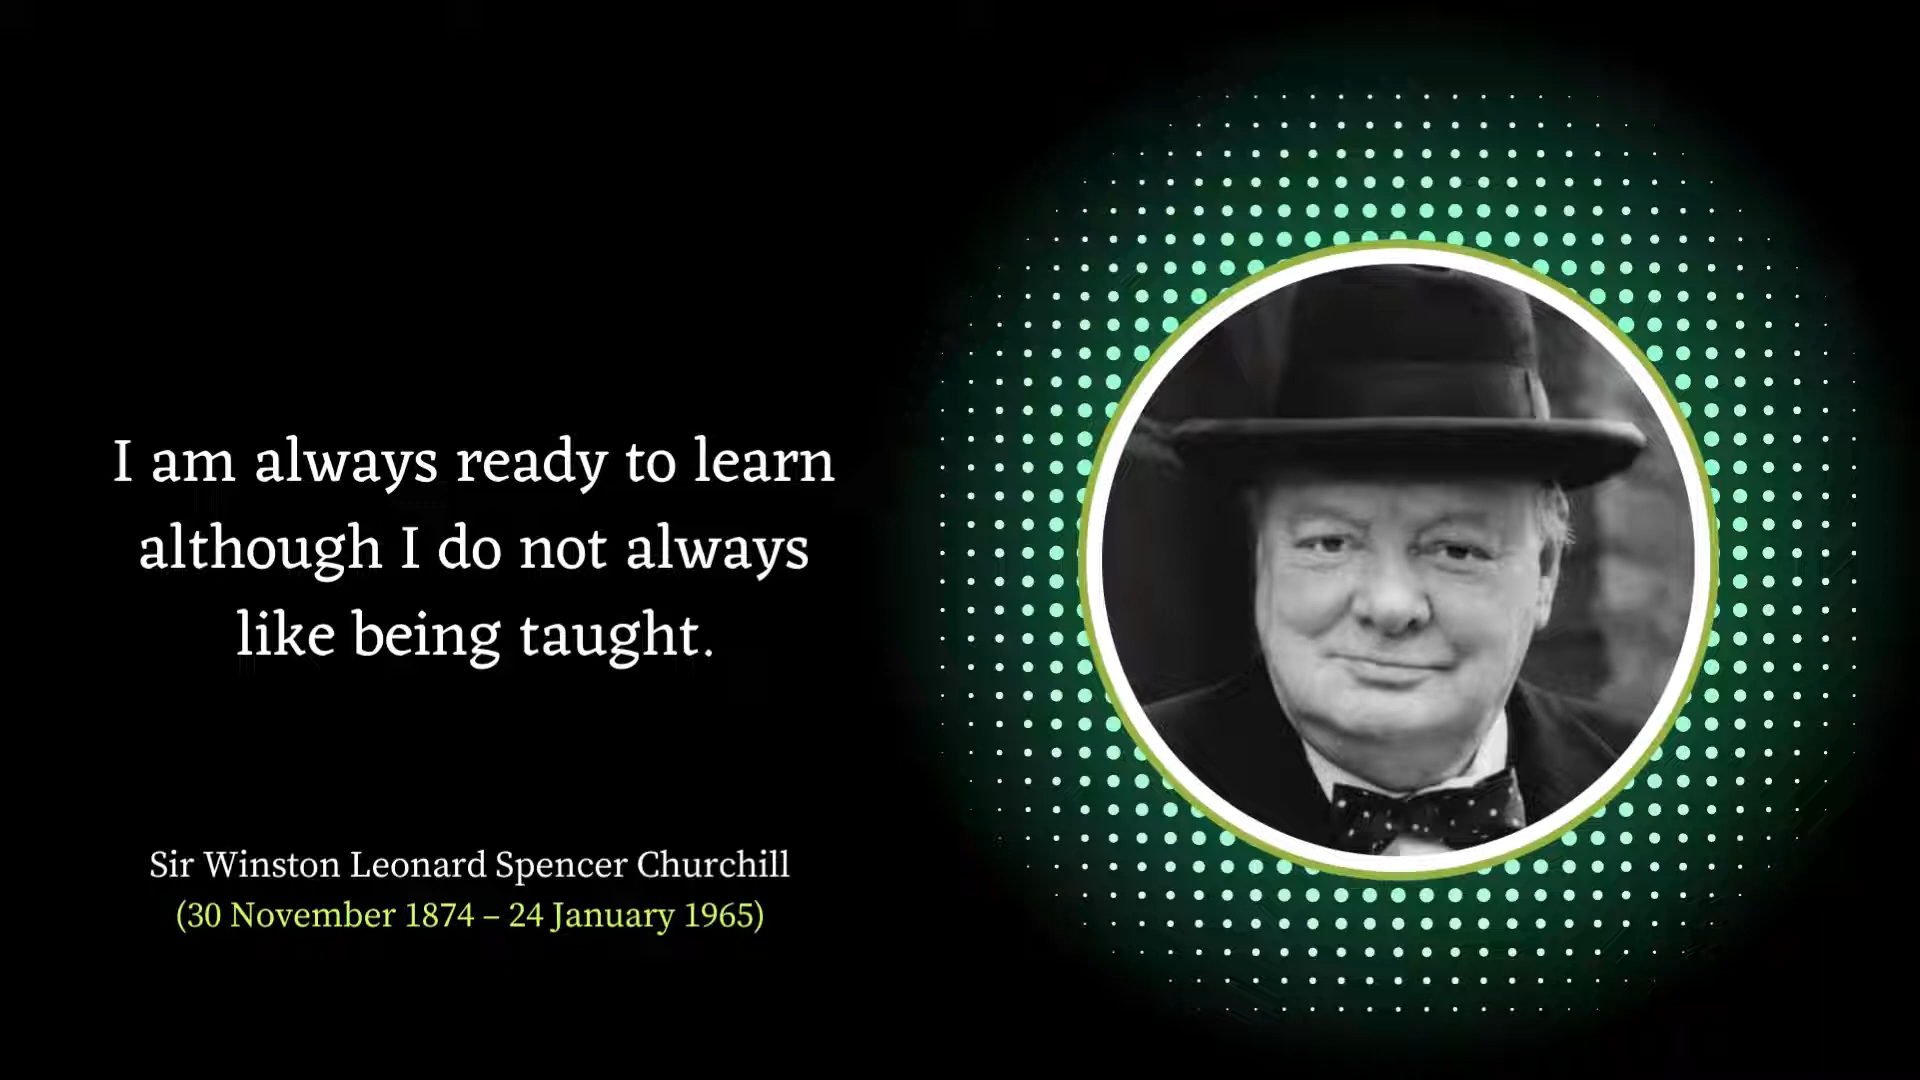 I am always ready to learn
although I do not always
like being taught.
Sir Winston Leonard Spencer Churchill
(30 November 1874 – 24 January 1965)